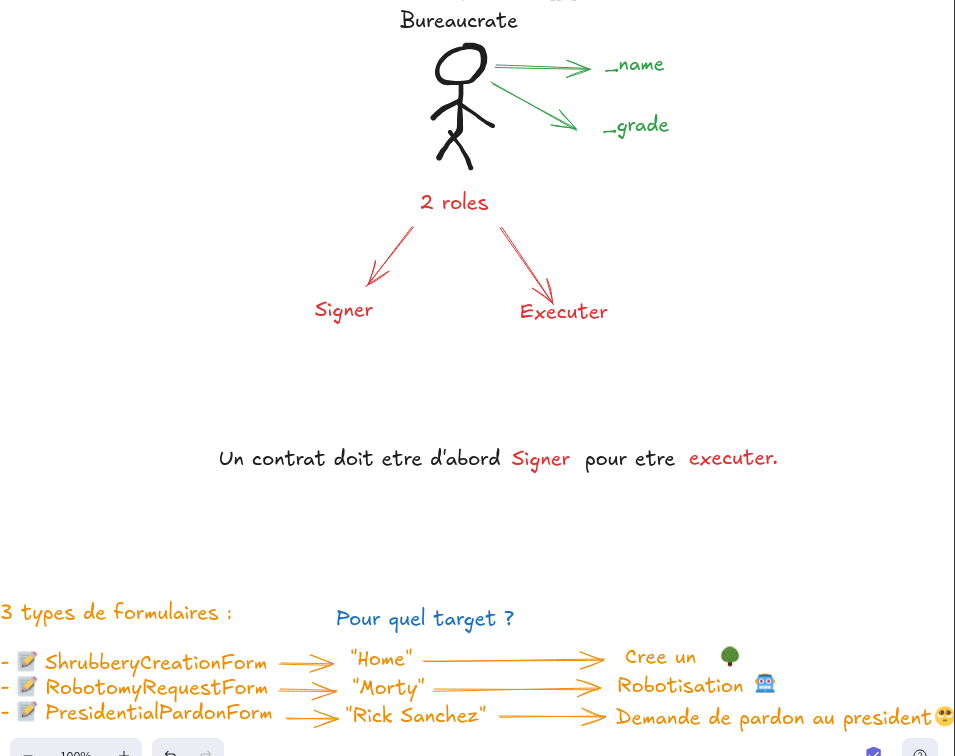 Bureaucrate
_name
_grade
2 roles
Signer
Executer
Un contrat doit etre d'abord Signer pour etre executer.
3 types de formulaires :
Pour quel target ?
- 📝 ShrubberyCreationForm "Home" Cree un 🌳
- 📝 RobotomyRequestForm "Morty" Robotisation 🤖
- 📝 PresidentialPardonForm "Rick Sanchez" Demande de pardon au president 🥺